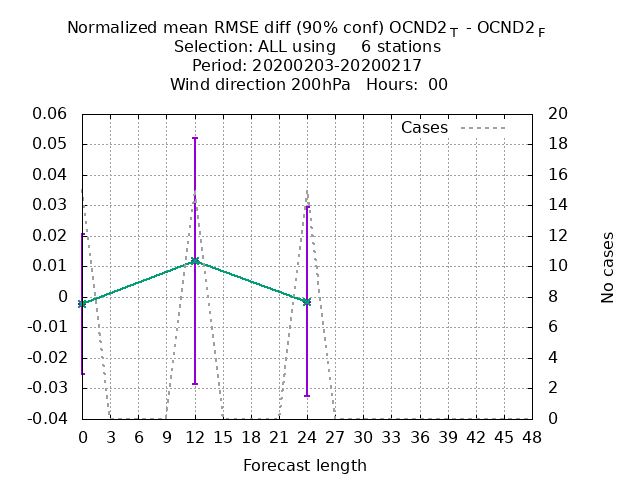 Normalized mean RMSE diff (90% conf) OCND2 T - OCND2 F
Selection: ALL using 6 stations
Period: 20200203-20200217
Wind direction 200hPa Hours: 00
0.06
0.05
0.04
0.03
0.02
0.01
0
-0.01
-0.02
-0.03
-0.04
Cases
20
18
16
14
12
10
8
6
4
2
0
No cases
0 3 6 9 12 15 18 21 24 27 30 33 36 39 42 45 48
Forecast length